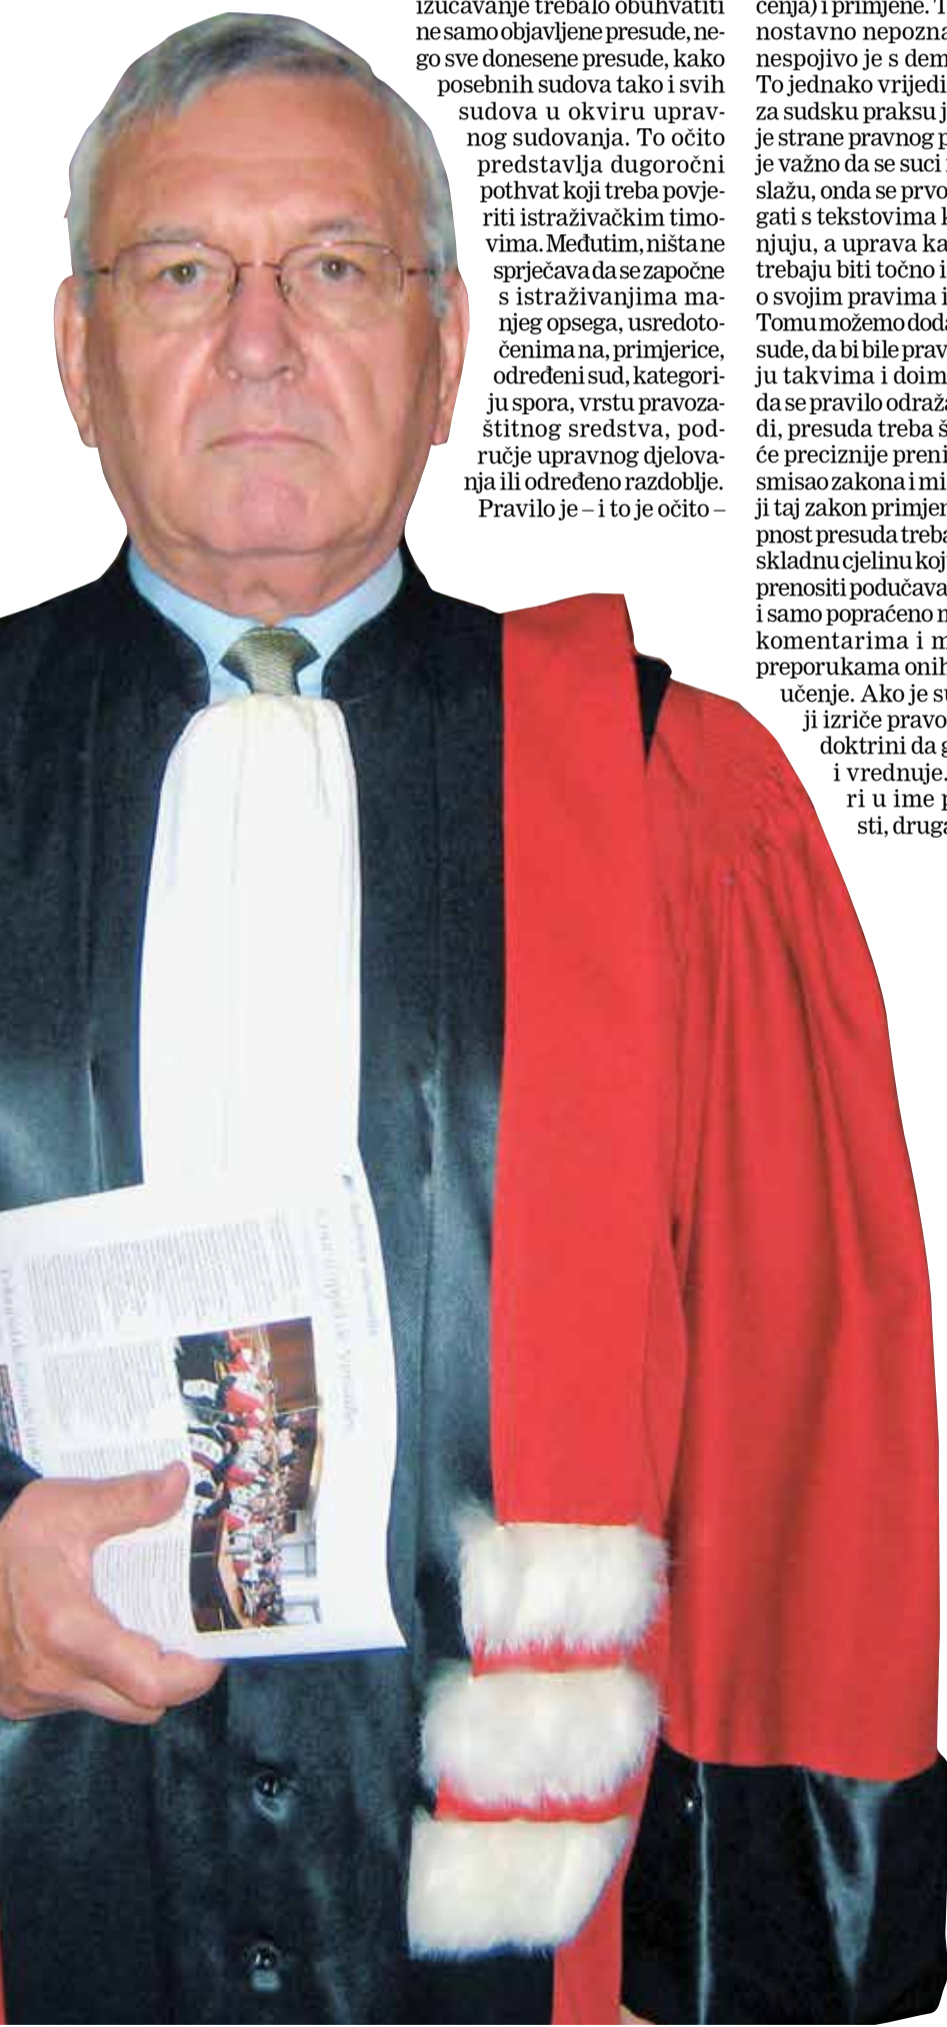 izučavanje trebalo obuhvatiti
ne samo objavljene presude, ne-
go sve donesene presude, kako
posebnih sudova tako i svih
sudova u okviru uprav-
nog sudovanja. To očito
predstavlja dugoročni
pothvat koji treba povje-
riti istraživačkim timo-
vima. Međutim, ništa ne
sprječava da se započne
s istraživanjima ma-
njeg opsega, usredoto-
čenima na, primjerice,
određeni sud, kategori-
ju spora, vrstu pravoza-
štitnog sredstva, pod-
ručje upravnog djelova-
nja ili određeno razdoblje.
Pravilo je – i to je očito –
čenja) i primjene. T
nostavno nepozna
nespojivo je s dem
To jednako vrijedi
za sudsku praksu j
je strane pravnog p
je važno da se suci
slažu, onda se prvo
gati s tekstovima k
njuju, a uprava ka
trebaju biti točno i
o svojim pravima i
Tomu možemo doda
sude, da bi bile prav
ju takvima i doim
da se pravilo odraža
di, presuda treba š
će preciznije preni
smisao zakona i mi
ji taj zakon primjen
pnost presuda treba
skladnu cjelinu koj
prenositi podučava
i samo popraćeno n
komentarima i m
preporukama onih
učenje. Ako je su
ji izriče pravo
doktrini da g
i vrednuje.
ri u ime p
sti, druga